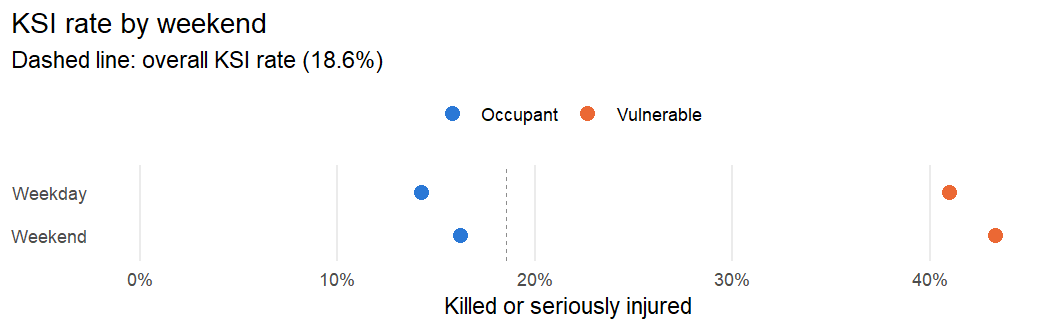 KSI rate by weekend
Dashed line: overall KSI rate (18.6%)
Occupant Vulnerable
Weekday
Weekend
0% 10% 20% 30% 40%
Killed or seriously injured